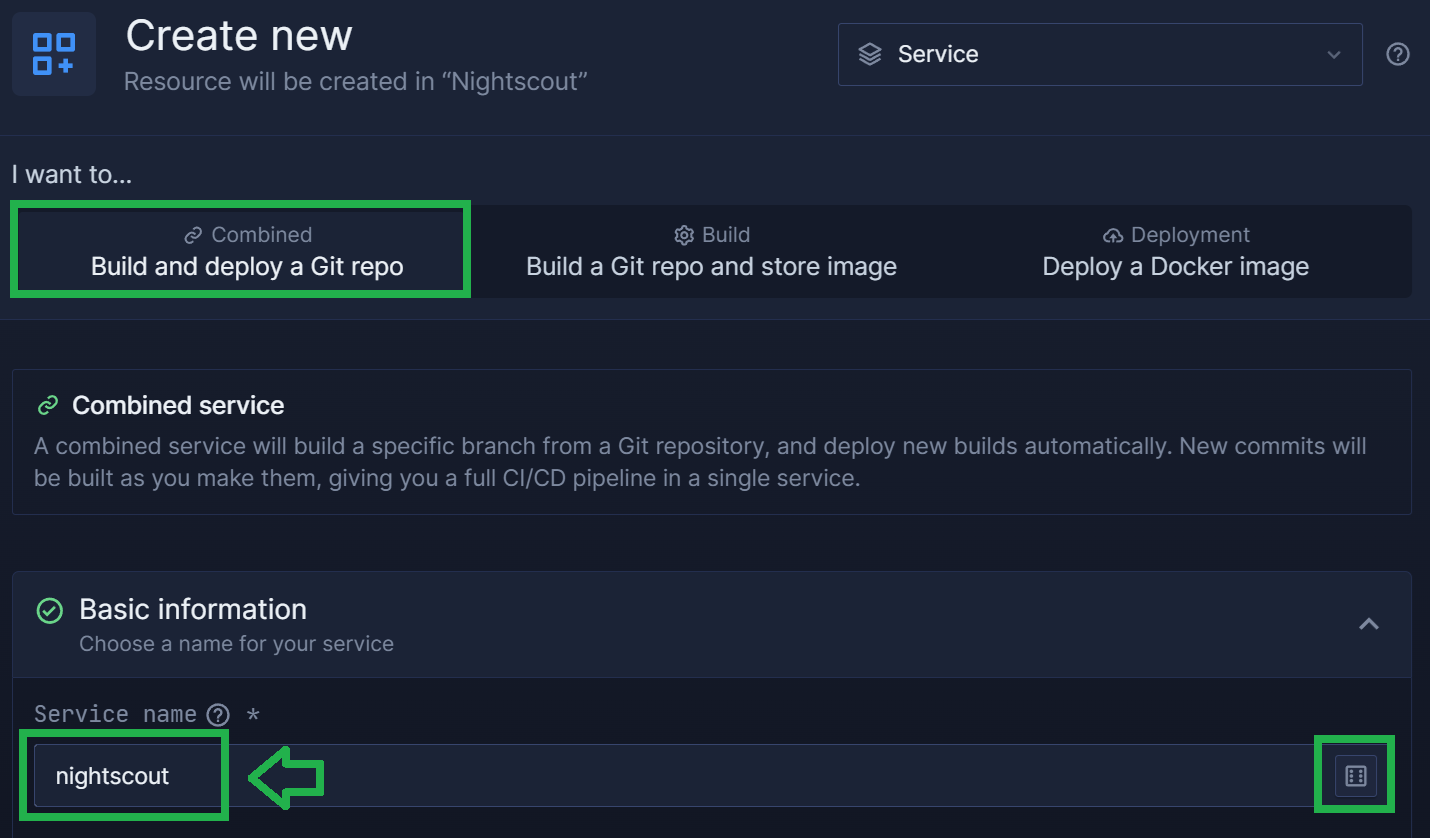 Create new
Resource will be created in “Nightscout”
Service
I want to...
Combined
Build and deploy a Git repo
Build
Build a Git repo and store image
Deployment
Deploy a Docker image
Combined service
A combined service will build a specific branch from a Git repository, and deploy new builds automatically. New commits will
be built as you make them, giving you a full CI/CD pipeline in a single service.
Basic information
Choose a name for your service
Service name ? *
nightscout